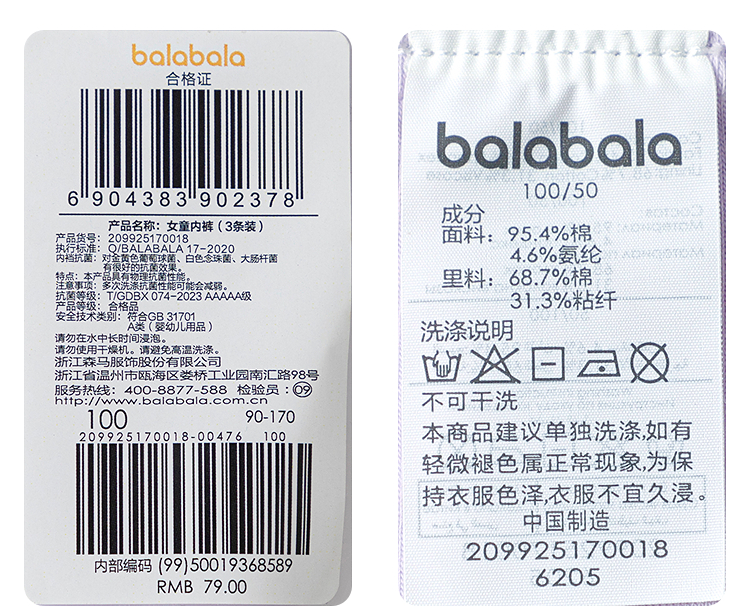 balabala
合格证
6 904383 902378
产品名称：女童内裤（3条装）
产品货号：209925170018
执行标准：Q/BALABALA 17-2020
内裆抗菌：对金黄色葡萄球菌、白色念珠菌、大肠杆菌
有很好的抗菌效果。
特点：本产品具有物理抗菌性能。
注意事项：多次洗涤抗菌性能可能会减弱。
抗菌等级：T/GDBX 074-2023 AAAAA级
产品等级：合格品
安全技术类别：符合GB 31701
A类（婴幼儿用品）
请勿在水中长时间浸泡。
请勿使用干燥机。请避免高温洗涤。
浙江森马服饰股份有限公司
浙江省温州市瓯海区娄桥工业园南汇路98号
服务热线：400-8877-588 检验员：09
http://www.balabala.com.cn
100 90-170
209925170018-00476 100
内部编码 (99)50019368589
RMB 79.00
balabala
100/50
成分
面料：95.4%棉
4.6%氨纶
里料：68.7%棉
31.3%粘纤
洗涤说明
不可干洗
本商品建议单独洗涤,如有
轻微褪色属正常现象,为保
持衣服色泽,衣服不宜久浸。
中国制造
209925170018
6205